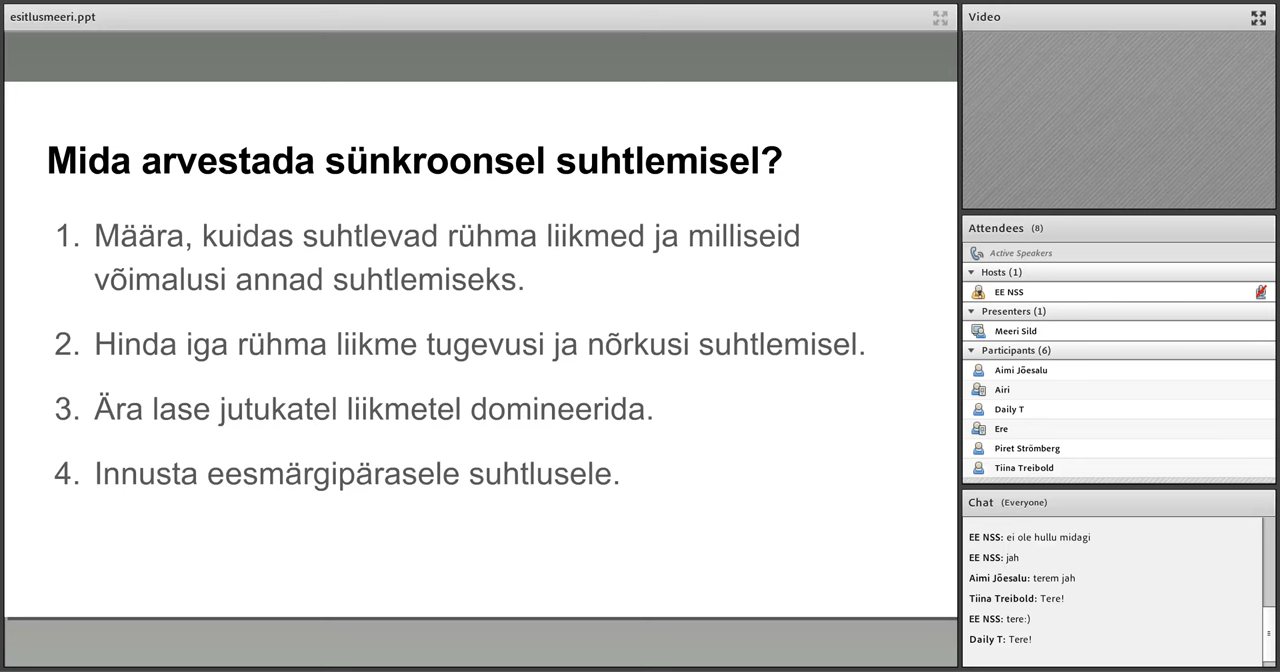 esitlusmeeri.ppt
Mida arvestada sünkroonsel suhtlemisel?
1. Määra, kuidas suhtlevad rühma liikmed ja milliseid
võimalusi annad suhtlemiseks.
2. Hinda iga rühma liikme tugevusi ja nõrkusi suhtlemisel.
3. Ära lase jutukatel liikmetel domineerida.
4. Innusta eesmärgipärasele suhtlusele.
Video
Attendees (8)
Active Speakers
Hosts (1)
EE NSS
Presenters (1)
Meeri Sild
Participants (6)
Aimi Jõesalu
Airi
Daily T
Ere
Piret Strömberg
Tiina Treibold
Chat (Everyone)
EE NSS: ei ole hullu midagi
EE NSS: jah
Aimi Jõesalu: terem jah
Tiina Treibold: Tere!
EE NSS: tere:)
Daily T: Tere!